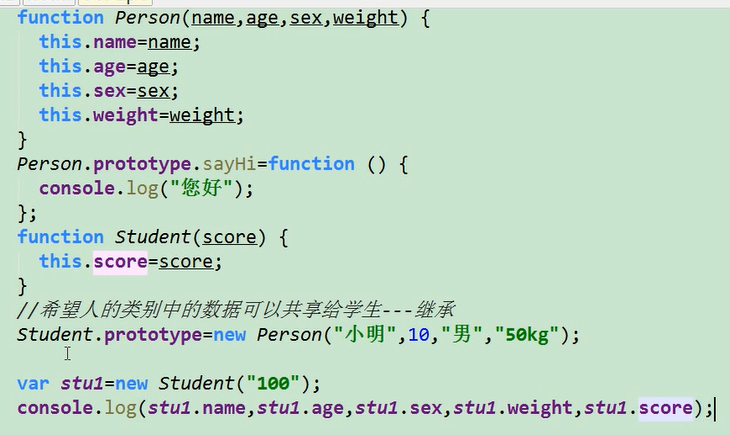 function Person(name,age,sex,weight) {
  this.name=name;
  this.age=age;
  this.sex=sex;
  this.weight=weight;
}
Person.prototype.sayHi=function () {
  console.log("您好");
};
function Student(score) {
  this.score=score;
}
//希望人的类别中的数据可以共享给学生---继承
Student.prototype=new Person("小明",10,"男","50kg");
var stu1=new Student("100");
console.log(stu1.name,stu1.age,stu1.sex,stu1.weight,stu1.score);